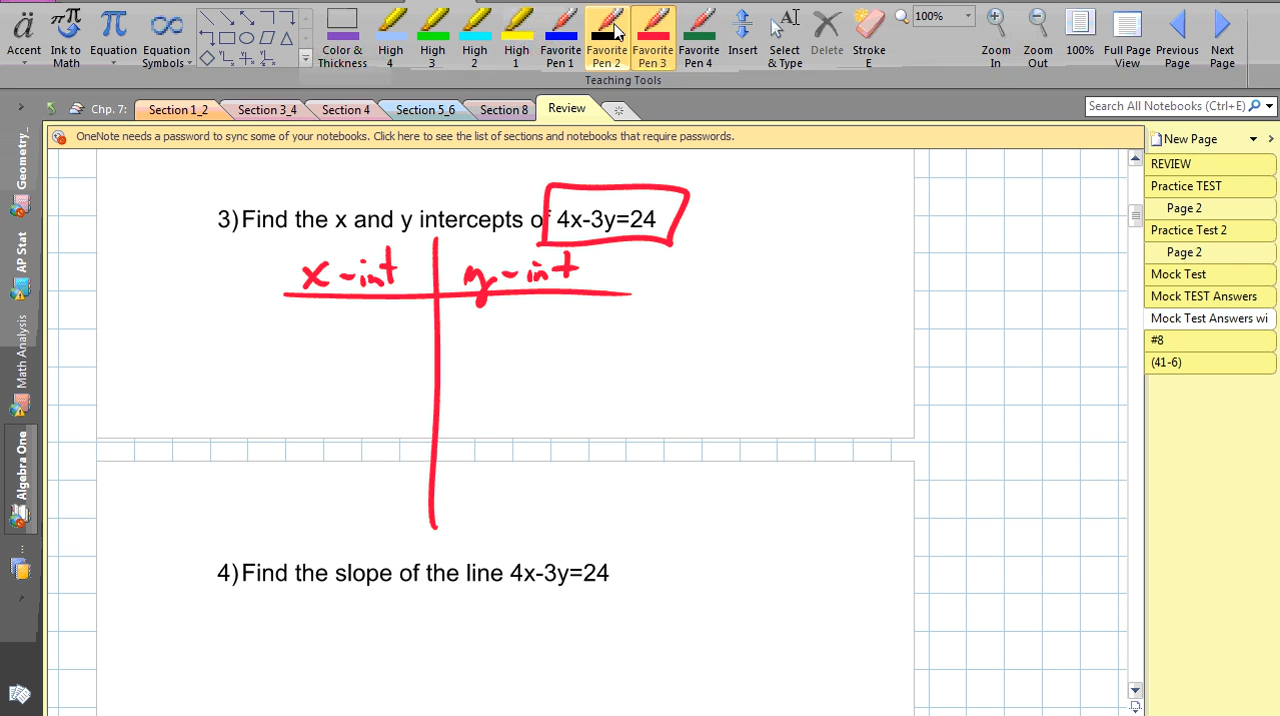 Accent
Ink to Math
Equation
Equation Symbols
Color & Thickness
High 4
High 3
High 2
High 1
Favorite Pen 1
Favorite Pen 2
Favorite Pen 3
Favorite Pen 4
Insert
Select & Type
Delete
Stroke E
100%
Zoom In
Zoom Out
100%
Full Page View
Previous Page
Next Page
Teaching Tools
Chp. 7:
Section 1_2
Section 3_4
Section 4
Section 5_6
Section 8
Review
Search All Notebooks (Ctrl+E)
OneNote needs a password to sync some of your notebooks. Click here to see the list of sections and notebooks that require passwords.
New Page
REVIEW
Practice TEST
Page 2
Practice Test 2
Page 2
Mock Test
Mock TEST Answers
Mock Test Answers wi
#8
(41-6)
Geometry
AP Stat
Math Analysis
Algebra One
3) Find the x and y intercepts of 4x-3y=24
x-int y-int
4) Find the slope of the line 4x-3y=24